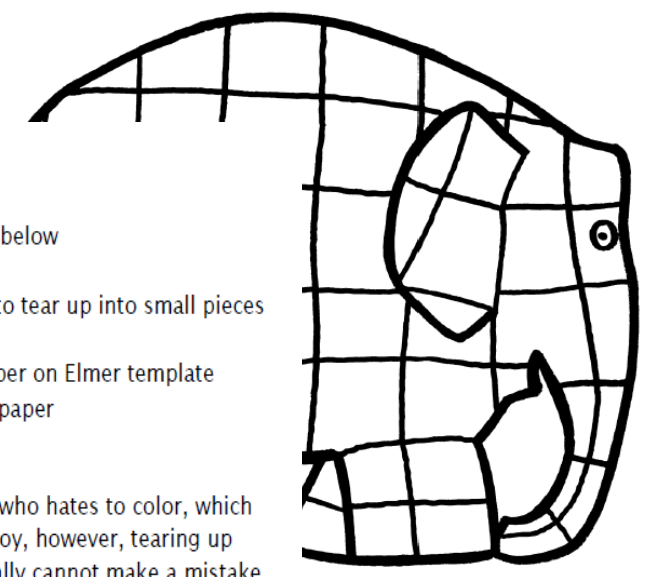 below
to tear up into small pieces
per on Elmer template
paper
who hates to color, which
oy, however, tearing up
lly cannot make a mistake